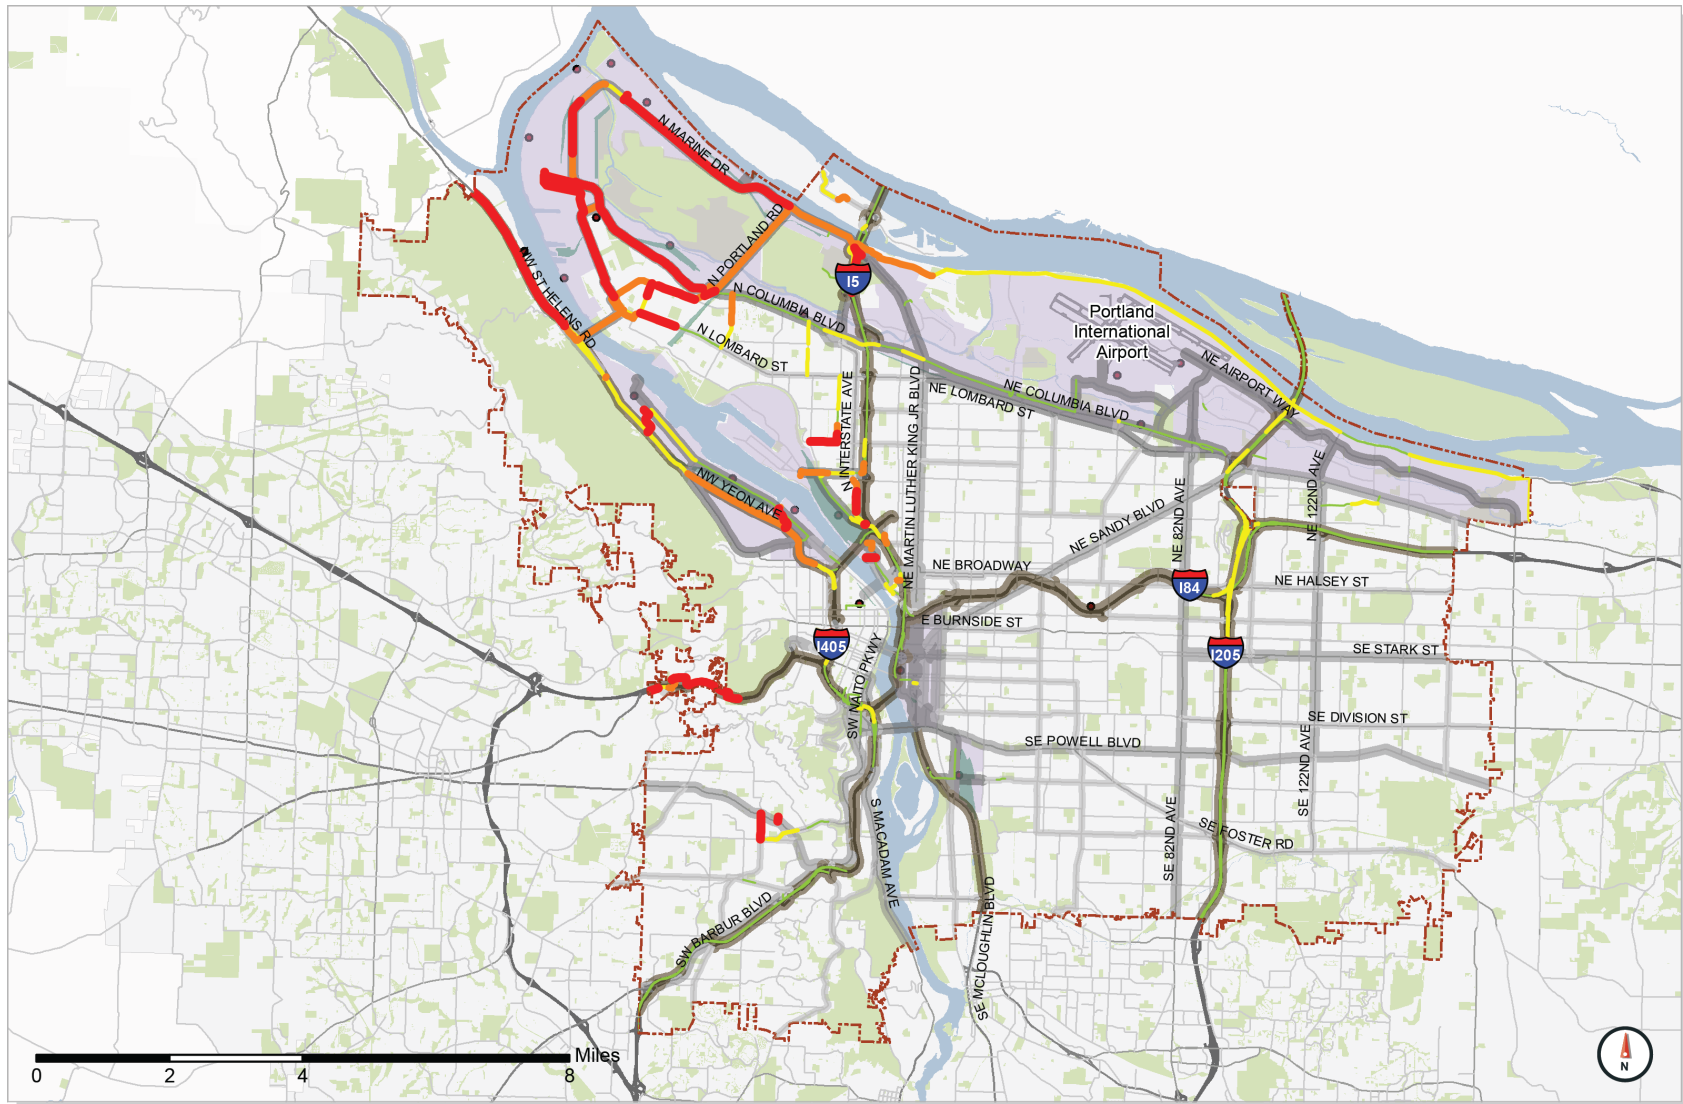 N MARINE DR
N PORTLAND RD
NW ST HELENS RD
I5
N COLUMBIA BLVD
N LOMBARD ST
Portland
International
Airport
NE AIRPORT WAY
NE COLUMBIA BLVD
NE LOMBARD ST
N INTERSTATE AVE
NE MARTIN LUTHER KING JR BLVD
NW YEON AVE
NE SANDY BLVD
NE 82ND AVE
NE 122ND AVE
NE BROADWAY
I84
NE HALSEY ST
E BURNSIDE ST
I405
I205
SE STARK ST
SW NAITO PKWY
SE DIVISION ST
SE POWELL BLVD
SE 122ND AVE
S MACADAM AVE
SE 82ND AVE
SE FOSTER RD
SW BARBUR BLVD
SE MCLOUGHLIN BLVD
Miles
0 2 4 8
N